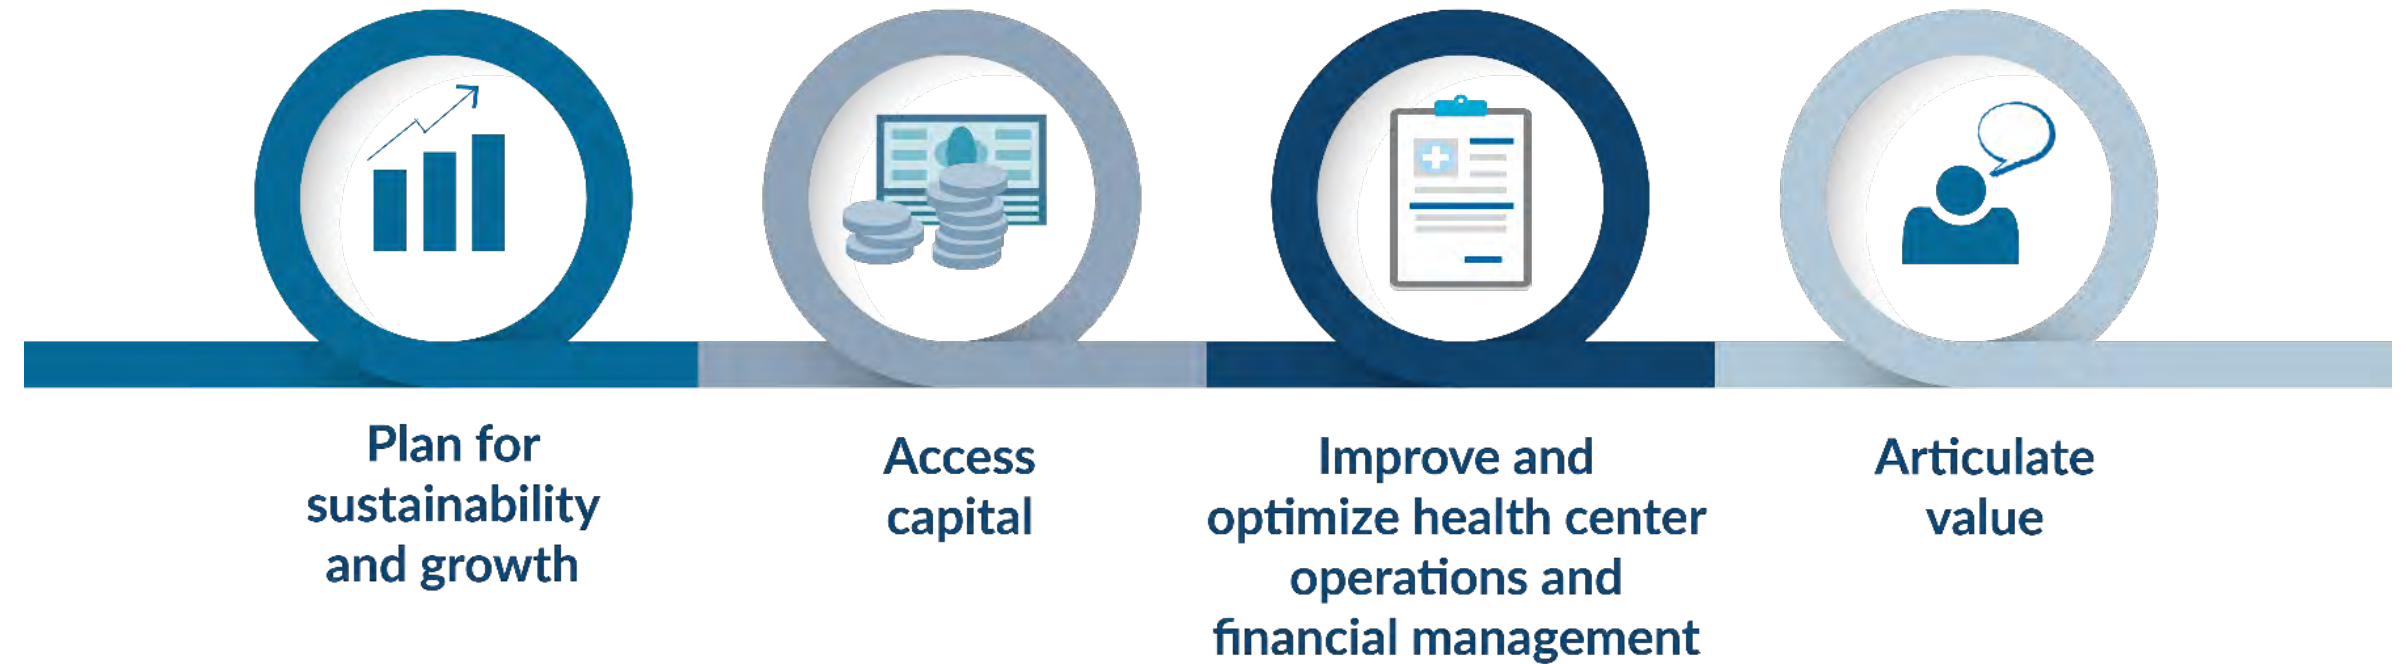 Plan for
sustainability
and growth
Access
capital
Improve and
optimize health center
operations and
financial management
Articulate
value